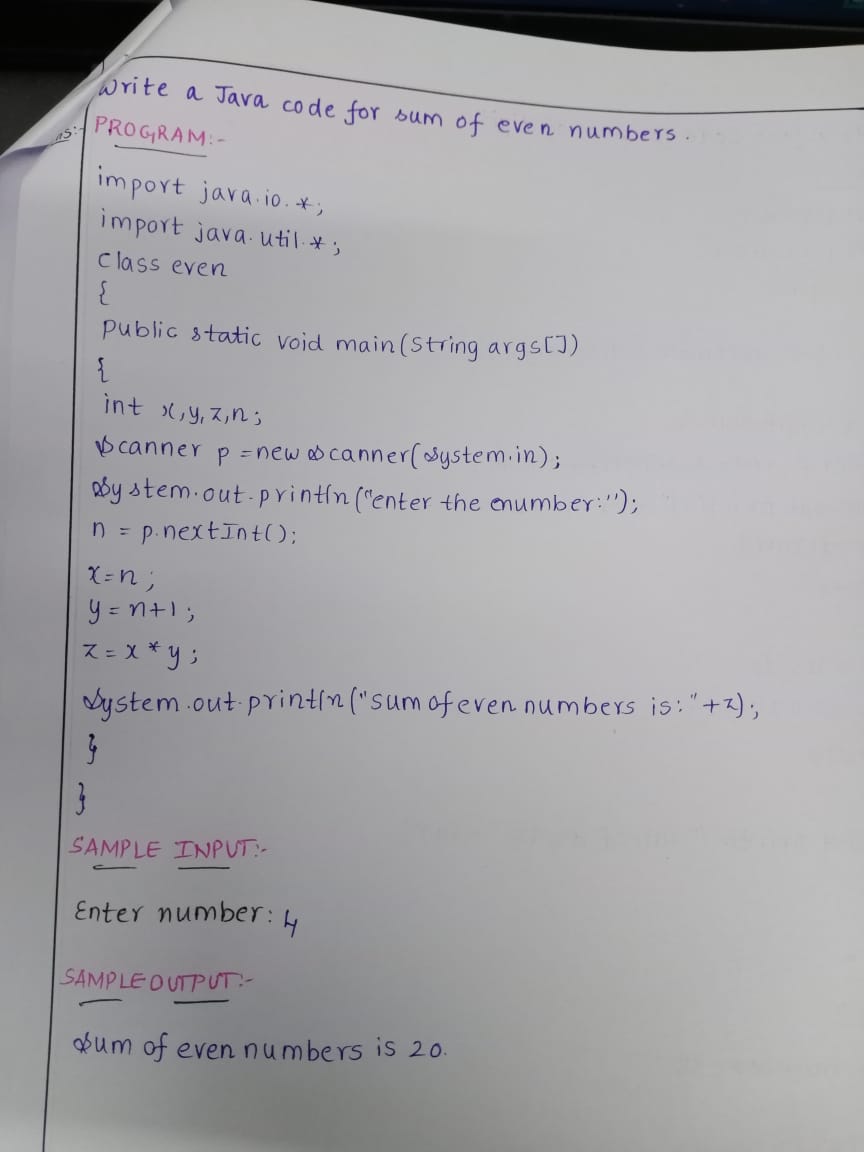 Write a Java code for sum of even numbers.
ns:- PROGRAM:-
import java.io.*;
import java.util.*;
class even
{
public static void main(String args[])
{
int x,y,z,n;
Scanner p = new Scanner(System.in);
System.out.println("enter the number:");
n = p.nextInt();
x=n;
y=n+1;
z=x*y;
System.out.println("sum of even numbers is:"+z);
}
}
SAMPLE INPUT:-
Enter number: 4
SAMPLE OUTPUT:-
Sum of even numbers is 20.